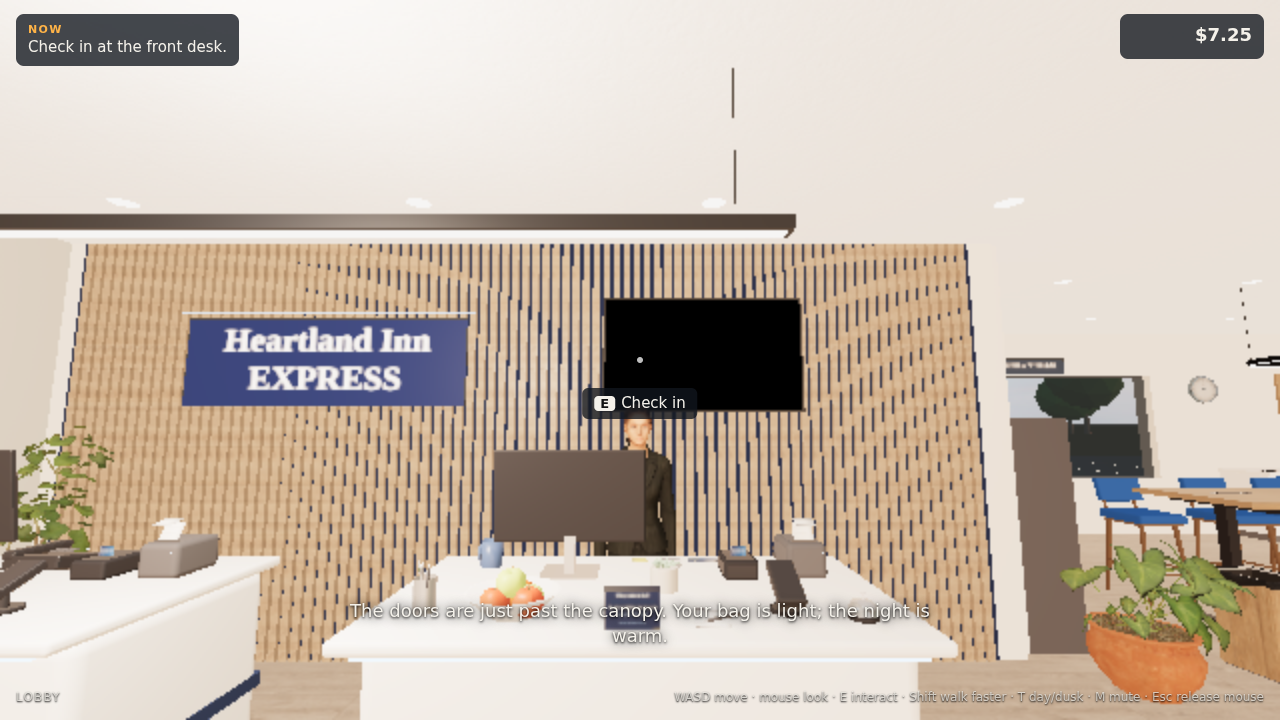 NOW
Check in at the front desk.
$7.25
Heartland Inn
EXPRESS
E Check in
The doors are just past the canopy. Your bag is light; the night is
warm.
LOBBY
WASD move · mouse look · E interact · Shift walk faster · T day/dusk · M mute · Esc release mouse